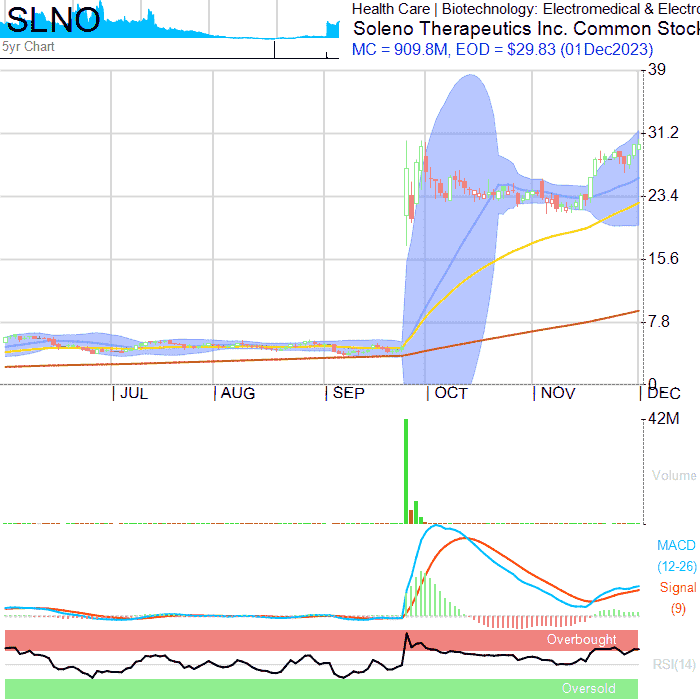 SLNO
5yr Chart
Health Care | Biotechnology: Electromedical & Electro
Soleno Therapeutics Inc. Common Stock
MC = 909.8M, EOD = $29.83 (01Dec2023)
39
31.2
23.4
15.6
7.8
0
JUL
AUG
SEP
OCT
NOV
DEC
42M
Volume
MACD
(12-26)
Signal
(9)
Overbought
RSI(14)
Oversold